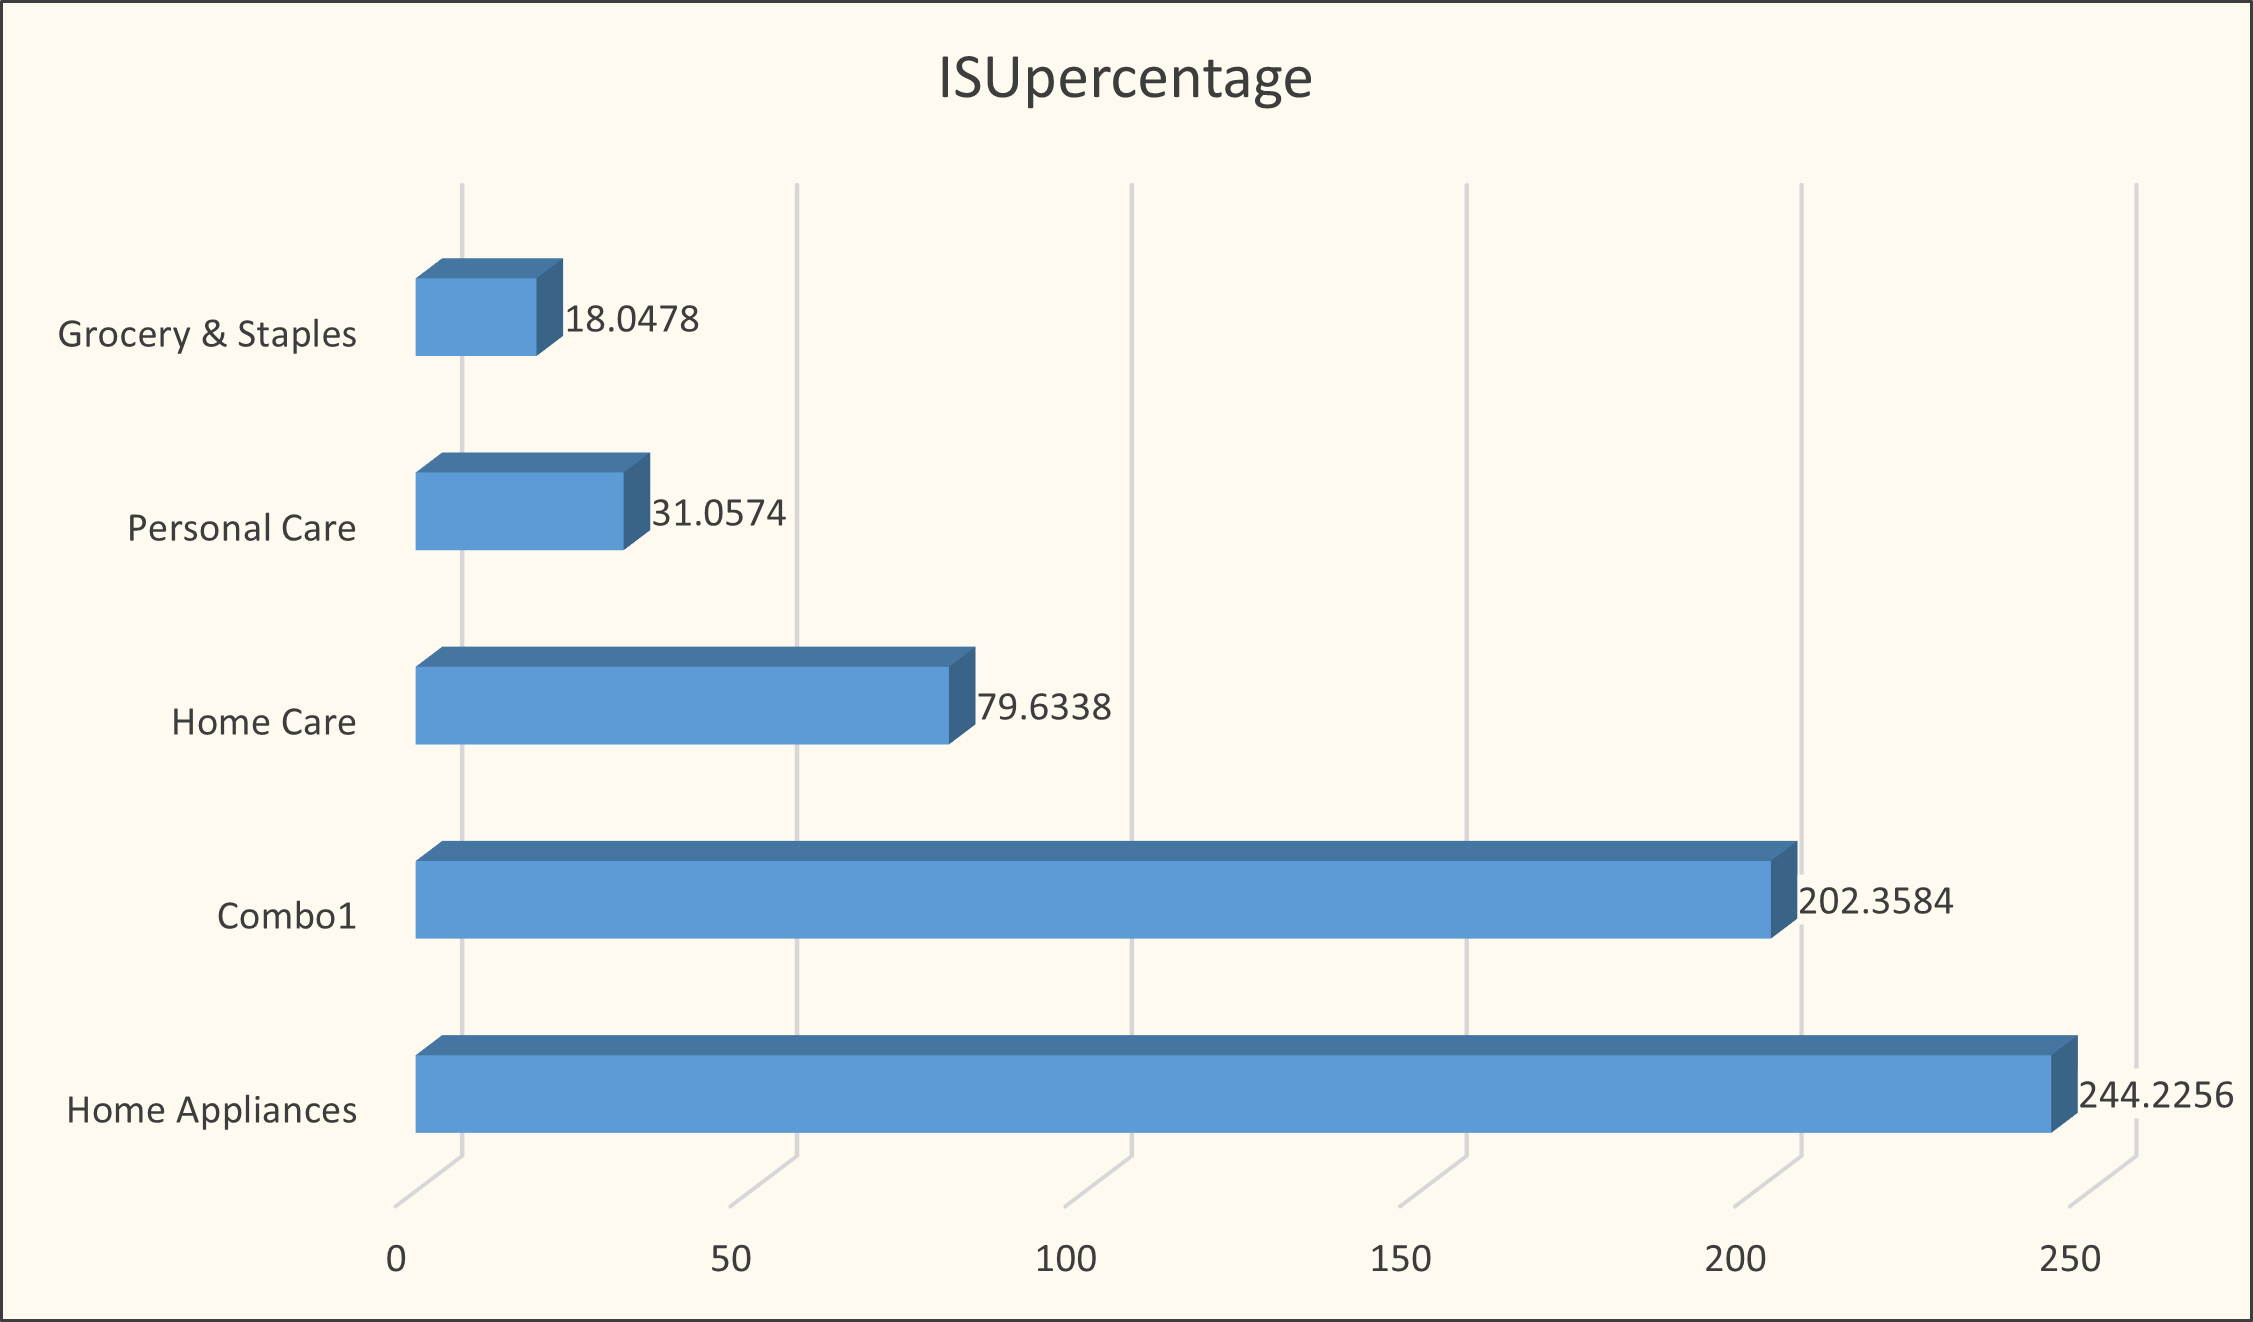 ISUpercentage
Grocery & Staples
18.0478
Personal Care
31.0574
Home Care
79.6338
Combo1
202.3584
Home Appliances
244.2256
0 50 100 150 200 250